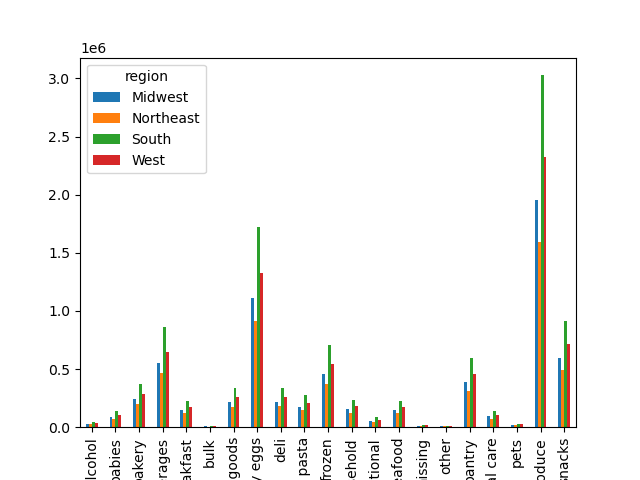 1e6
3.0
2.5
2.0
1.5
1.0
0.5
0.0
region
Midwest
Northeast
South
West
lcohol
babies
bakery
erages
akfast
bulk
goods
y eggs
deli
pasta
frozen
ehold
tional
eafood
issing
other
pantry
al care
pets
oduce
snacks